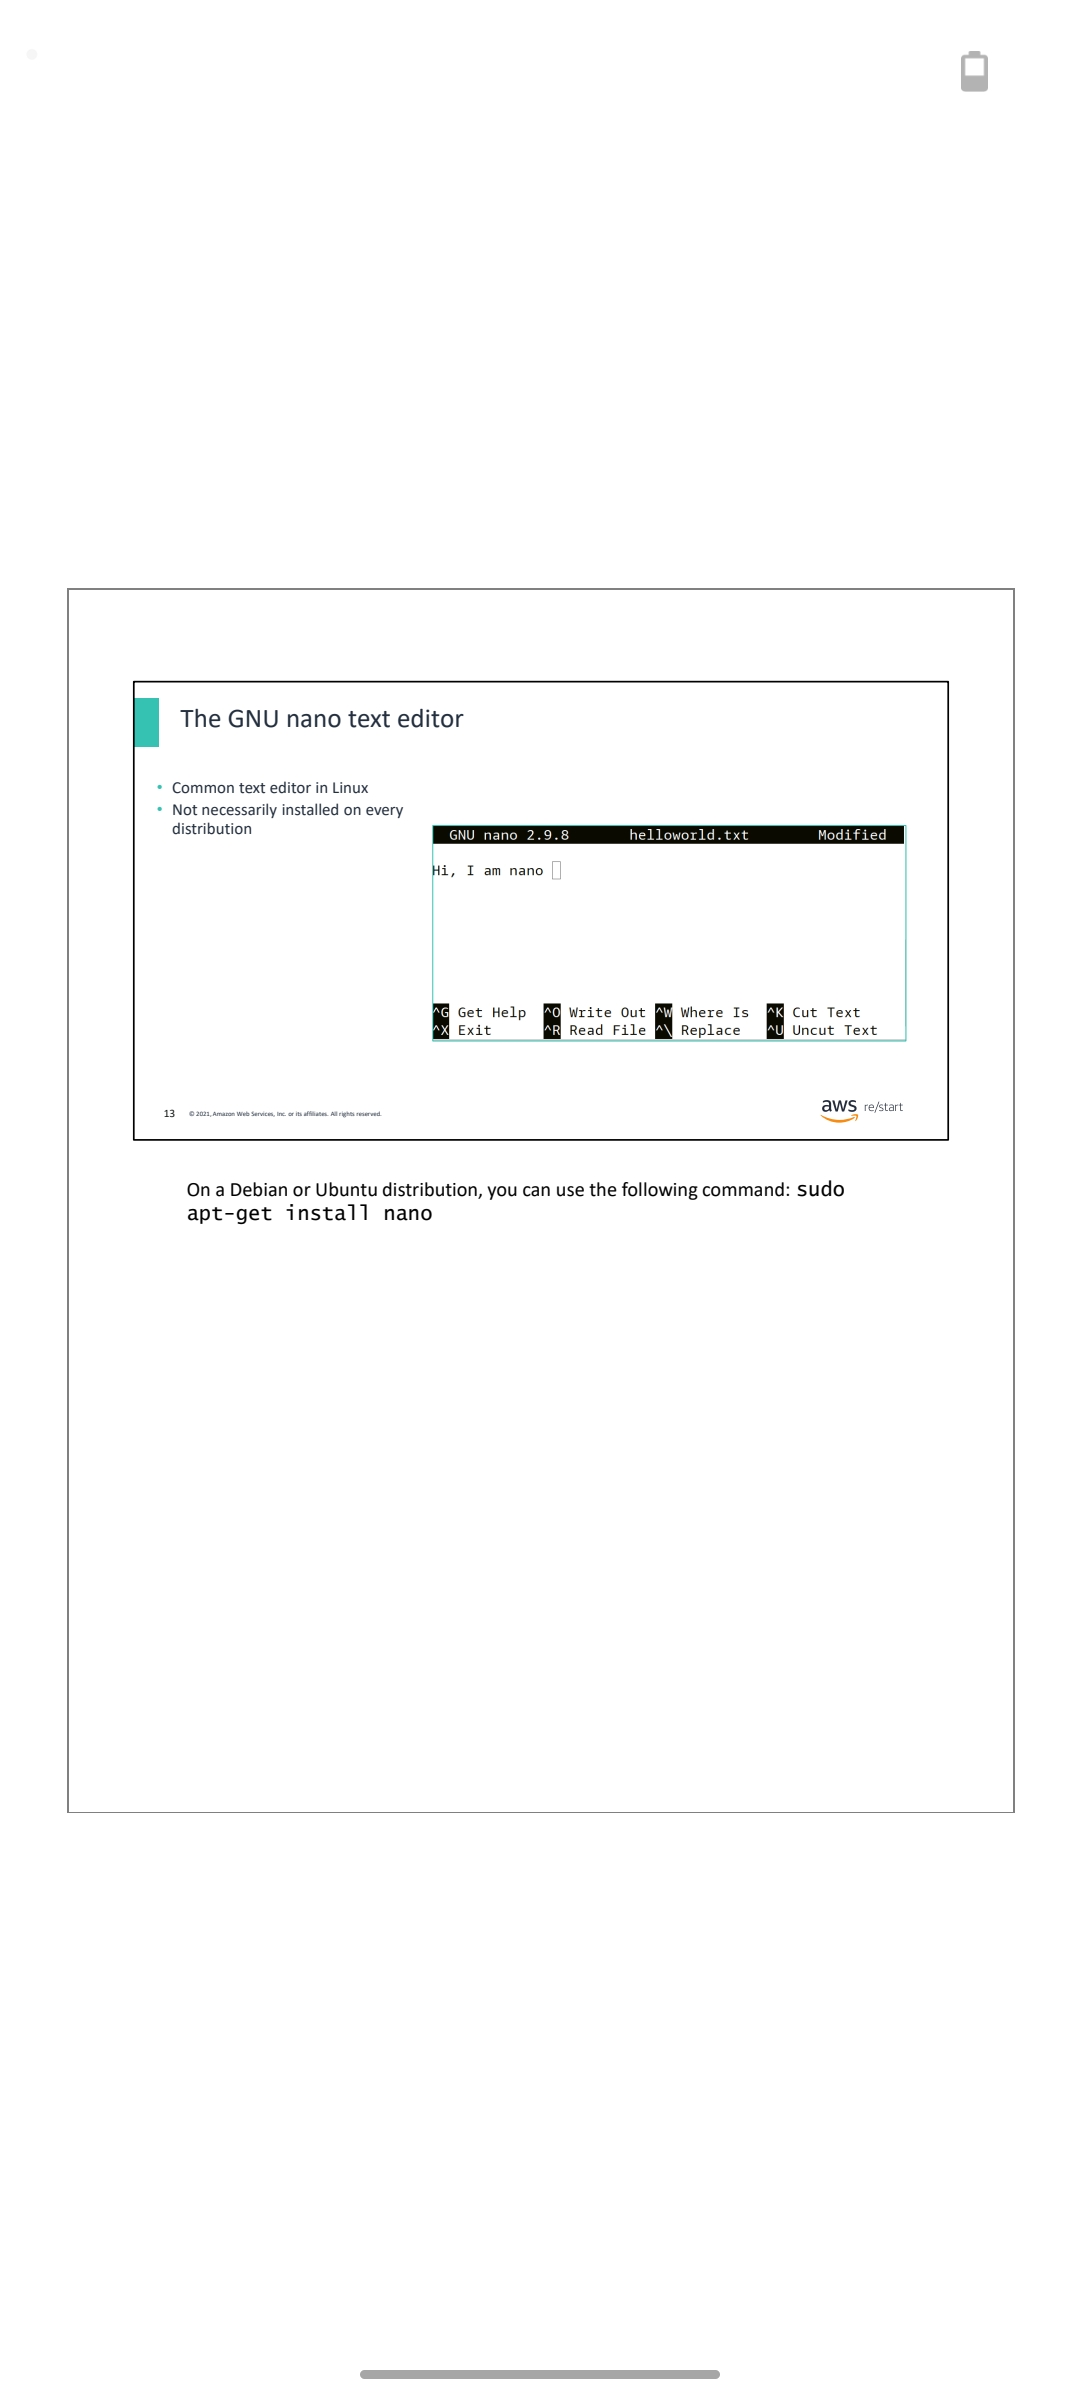 The GNU nano text editor
• Common text editor in Linux
• Not necessarily installed on every
distribution
GNU nano 2.9.8 helloworld.txt Modified
Hi, I am nano
^G Get Help ^O Write Out ^W Where Is ^K Cut Text
^X Exit ^R Read File ^\ Replace ^U Uncut Text
13 © 2021, Amazon Web Services, Inc. or its affiliates. All rights reserved.
aws re/start
On a Debian or Ubuntu distribution, you can use the following command: sudo
apt-get install nano